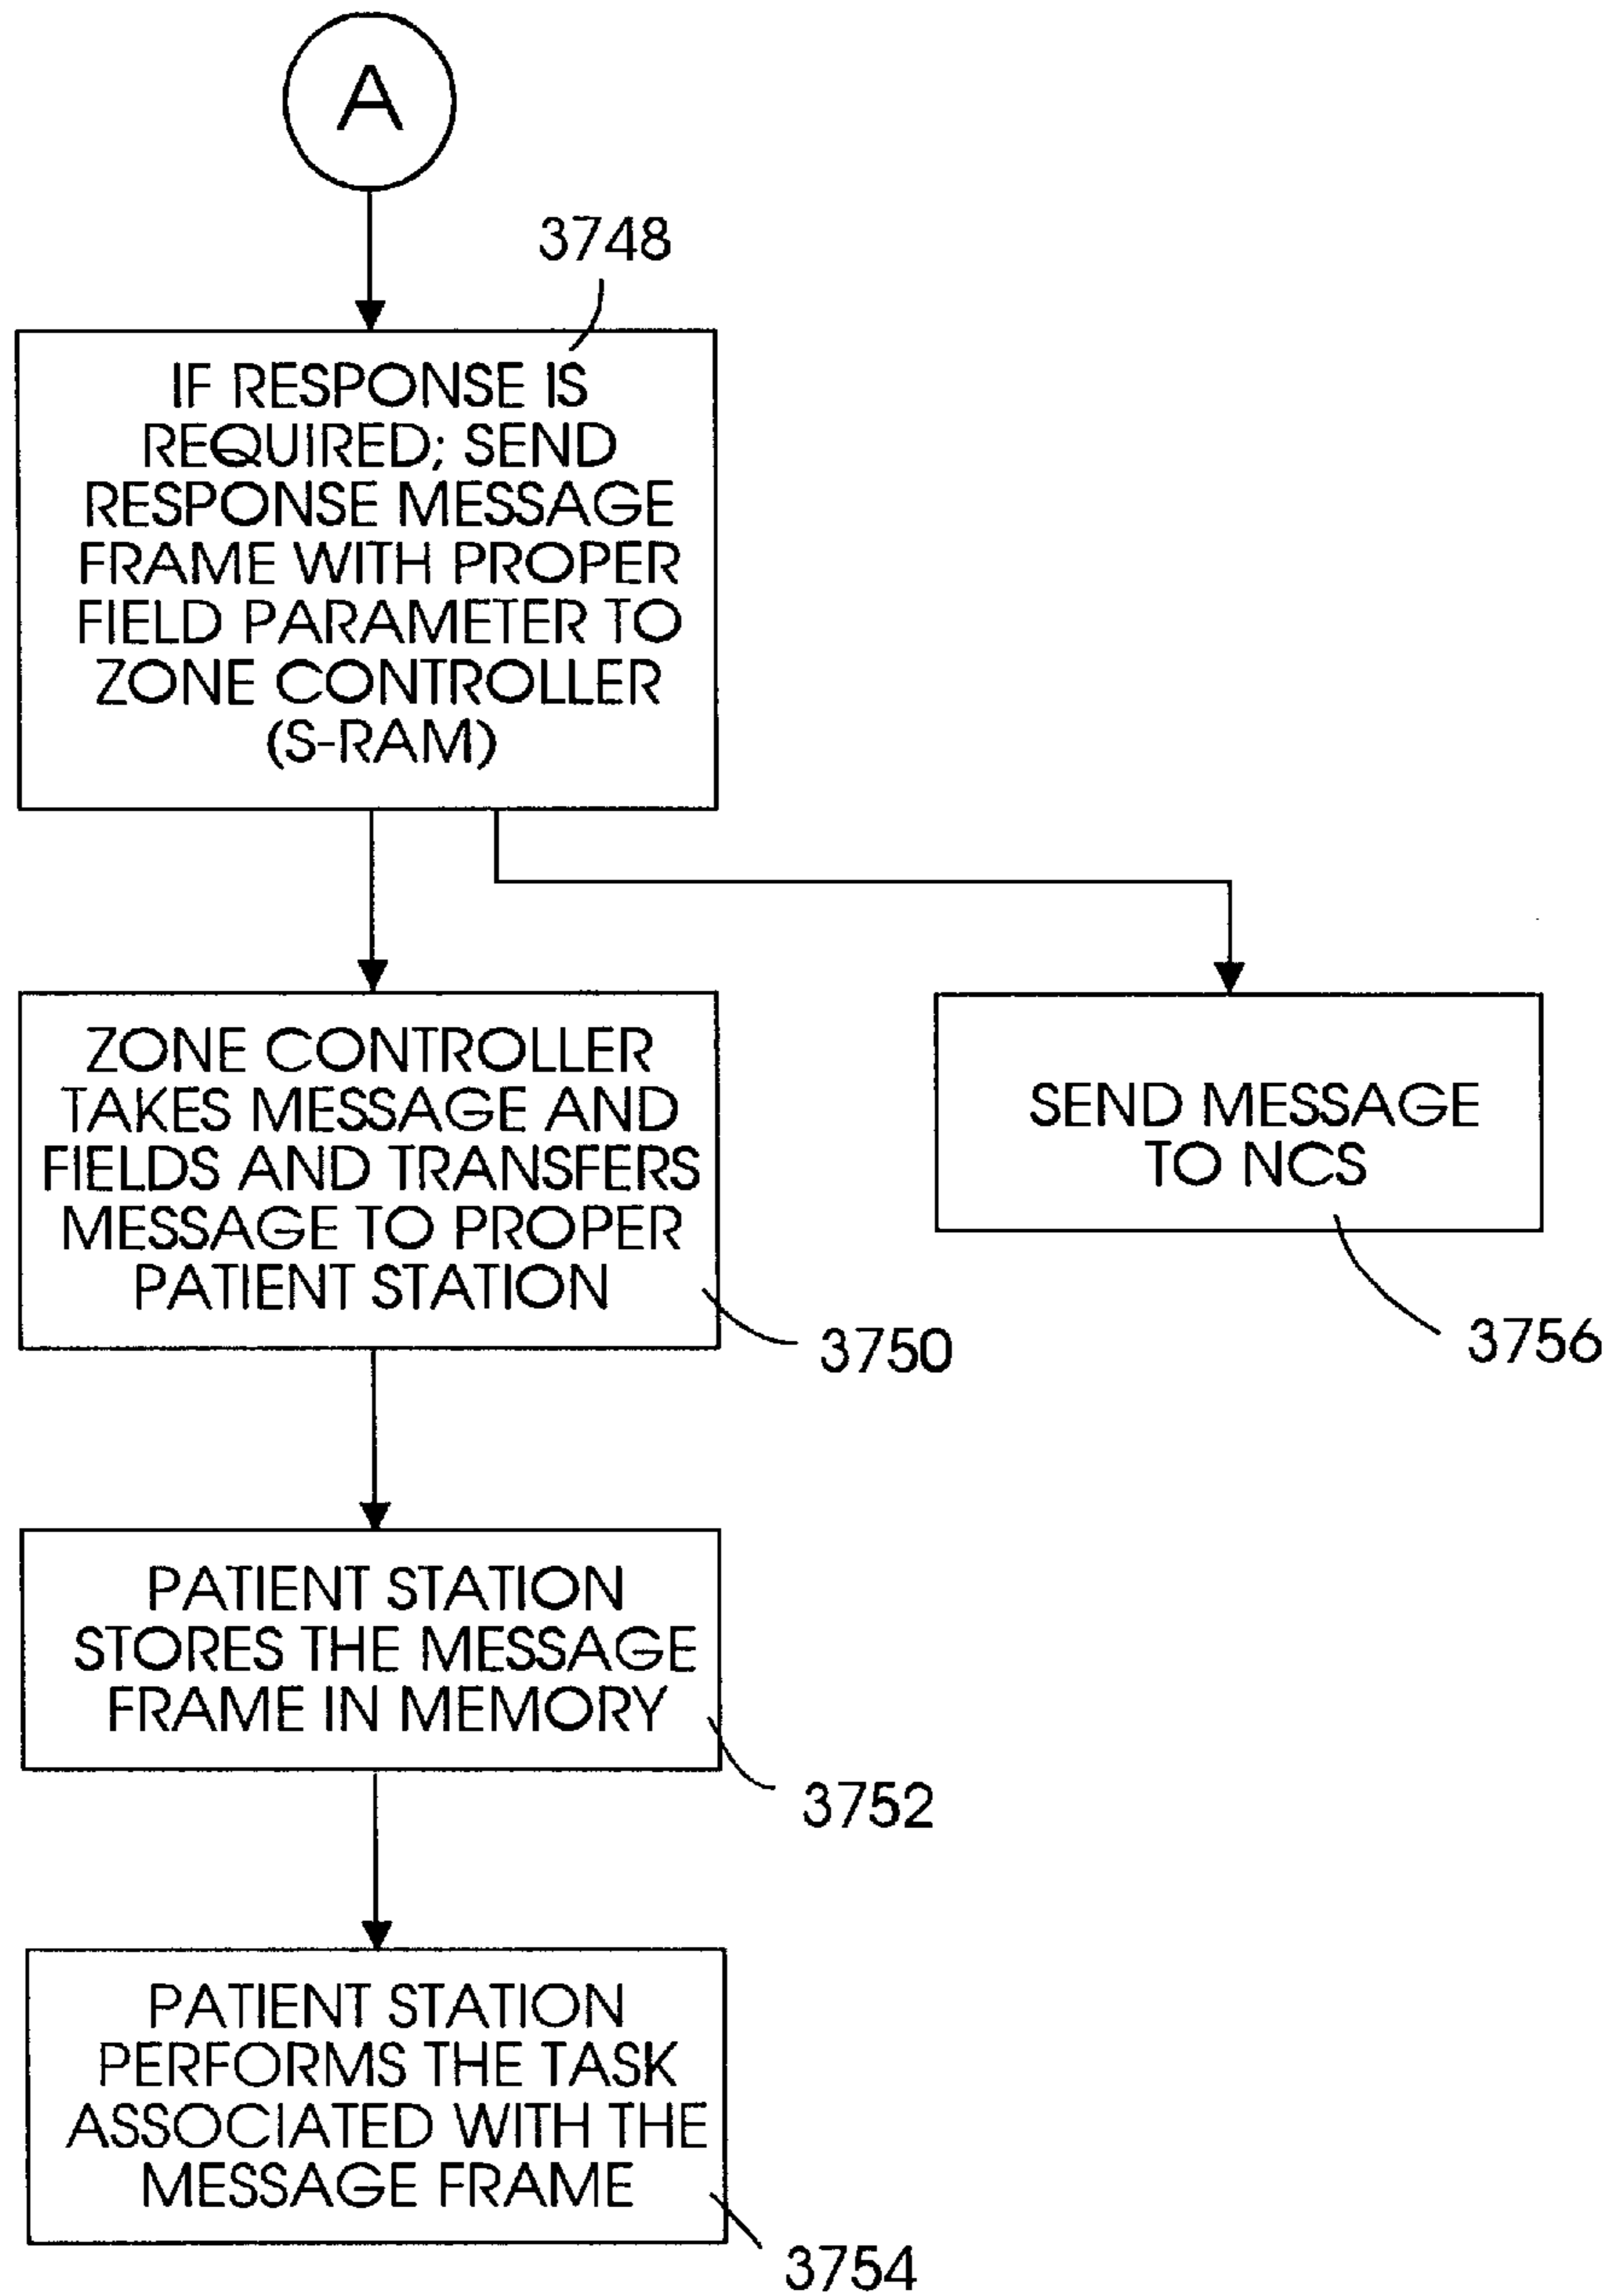 A
3748
IF RESPONSE IS
REQUIRED; SEND
RESPONSE MESSAGE
FRAME WITH PROPER
FIELD PARAMETER TO
ZONE CONTROLLER
(S-RAM)
ZONE CONTROLLER
TAKES MESSAGE AND
FIELDS AND TRANSFERS
MESSAGE TO PROPER
PATIENT STATION
3750
SEND MESSAGE
TO NCS
3756
PATIENT STATION
STORES THE MESSAGE
FRAME IN MEMORY
3752
PATIENT STATION
PERFORMS THE TASK
ASSOCIATED WITH THE
MESSAGE FRAME
3754